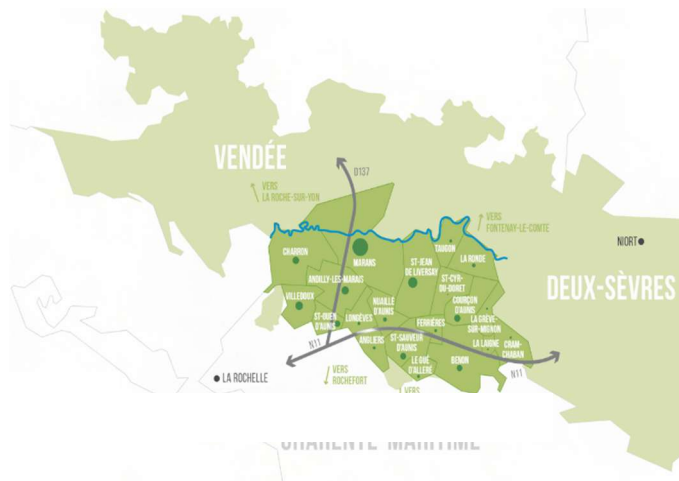 VENDÉE
D137
VERS
LA ROCHE-SUR-YON
VERS
FONTENAY-LE-COMTE
NIORT
TAUGON
CHARRON
MARANS
LA RONDE
ST-JEAN
DE LIVERSAY
ANDILLY-LES-MARAIS
ST-CYR-
DU-DORET
DEUX-SÈVRES
VILLEDOUX
NUAILLÉ
D'AUNIS
COURÇON
D'AUNIS
ST-OUEN
D'AUNIS
LONGÈVES
LA GRÈVE-
SUR-MIGNON
FERRIÈRES
ANGLIERS
ST-SAUVEUR
D'AUNIS
LA LAIGNE
CRAM-
CHABAN
N11
LE GUÉ
D'ALLERÉ
BENON
N11
LA ROCHELLE
VERS
ROCHEFORT
VERS
CHARENTE MARITIME